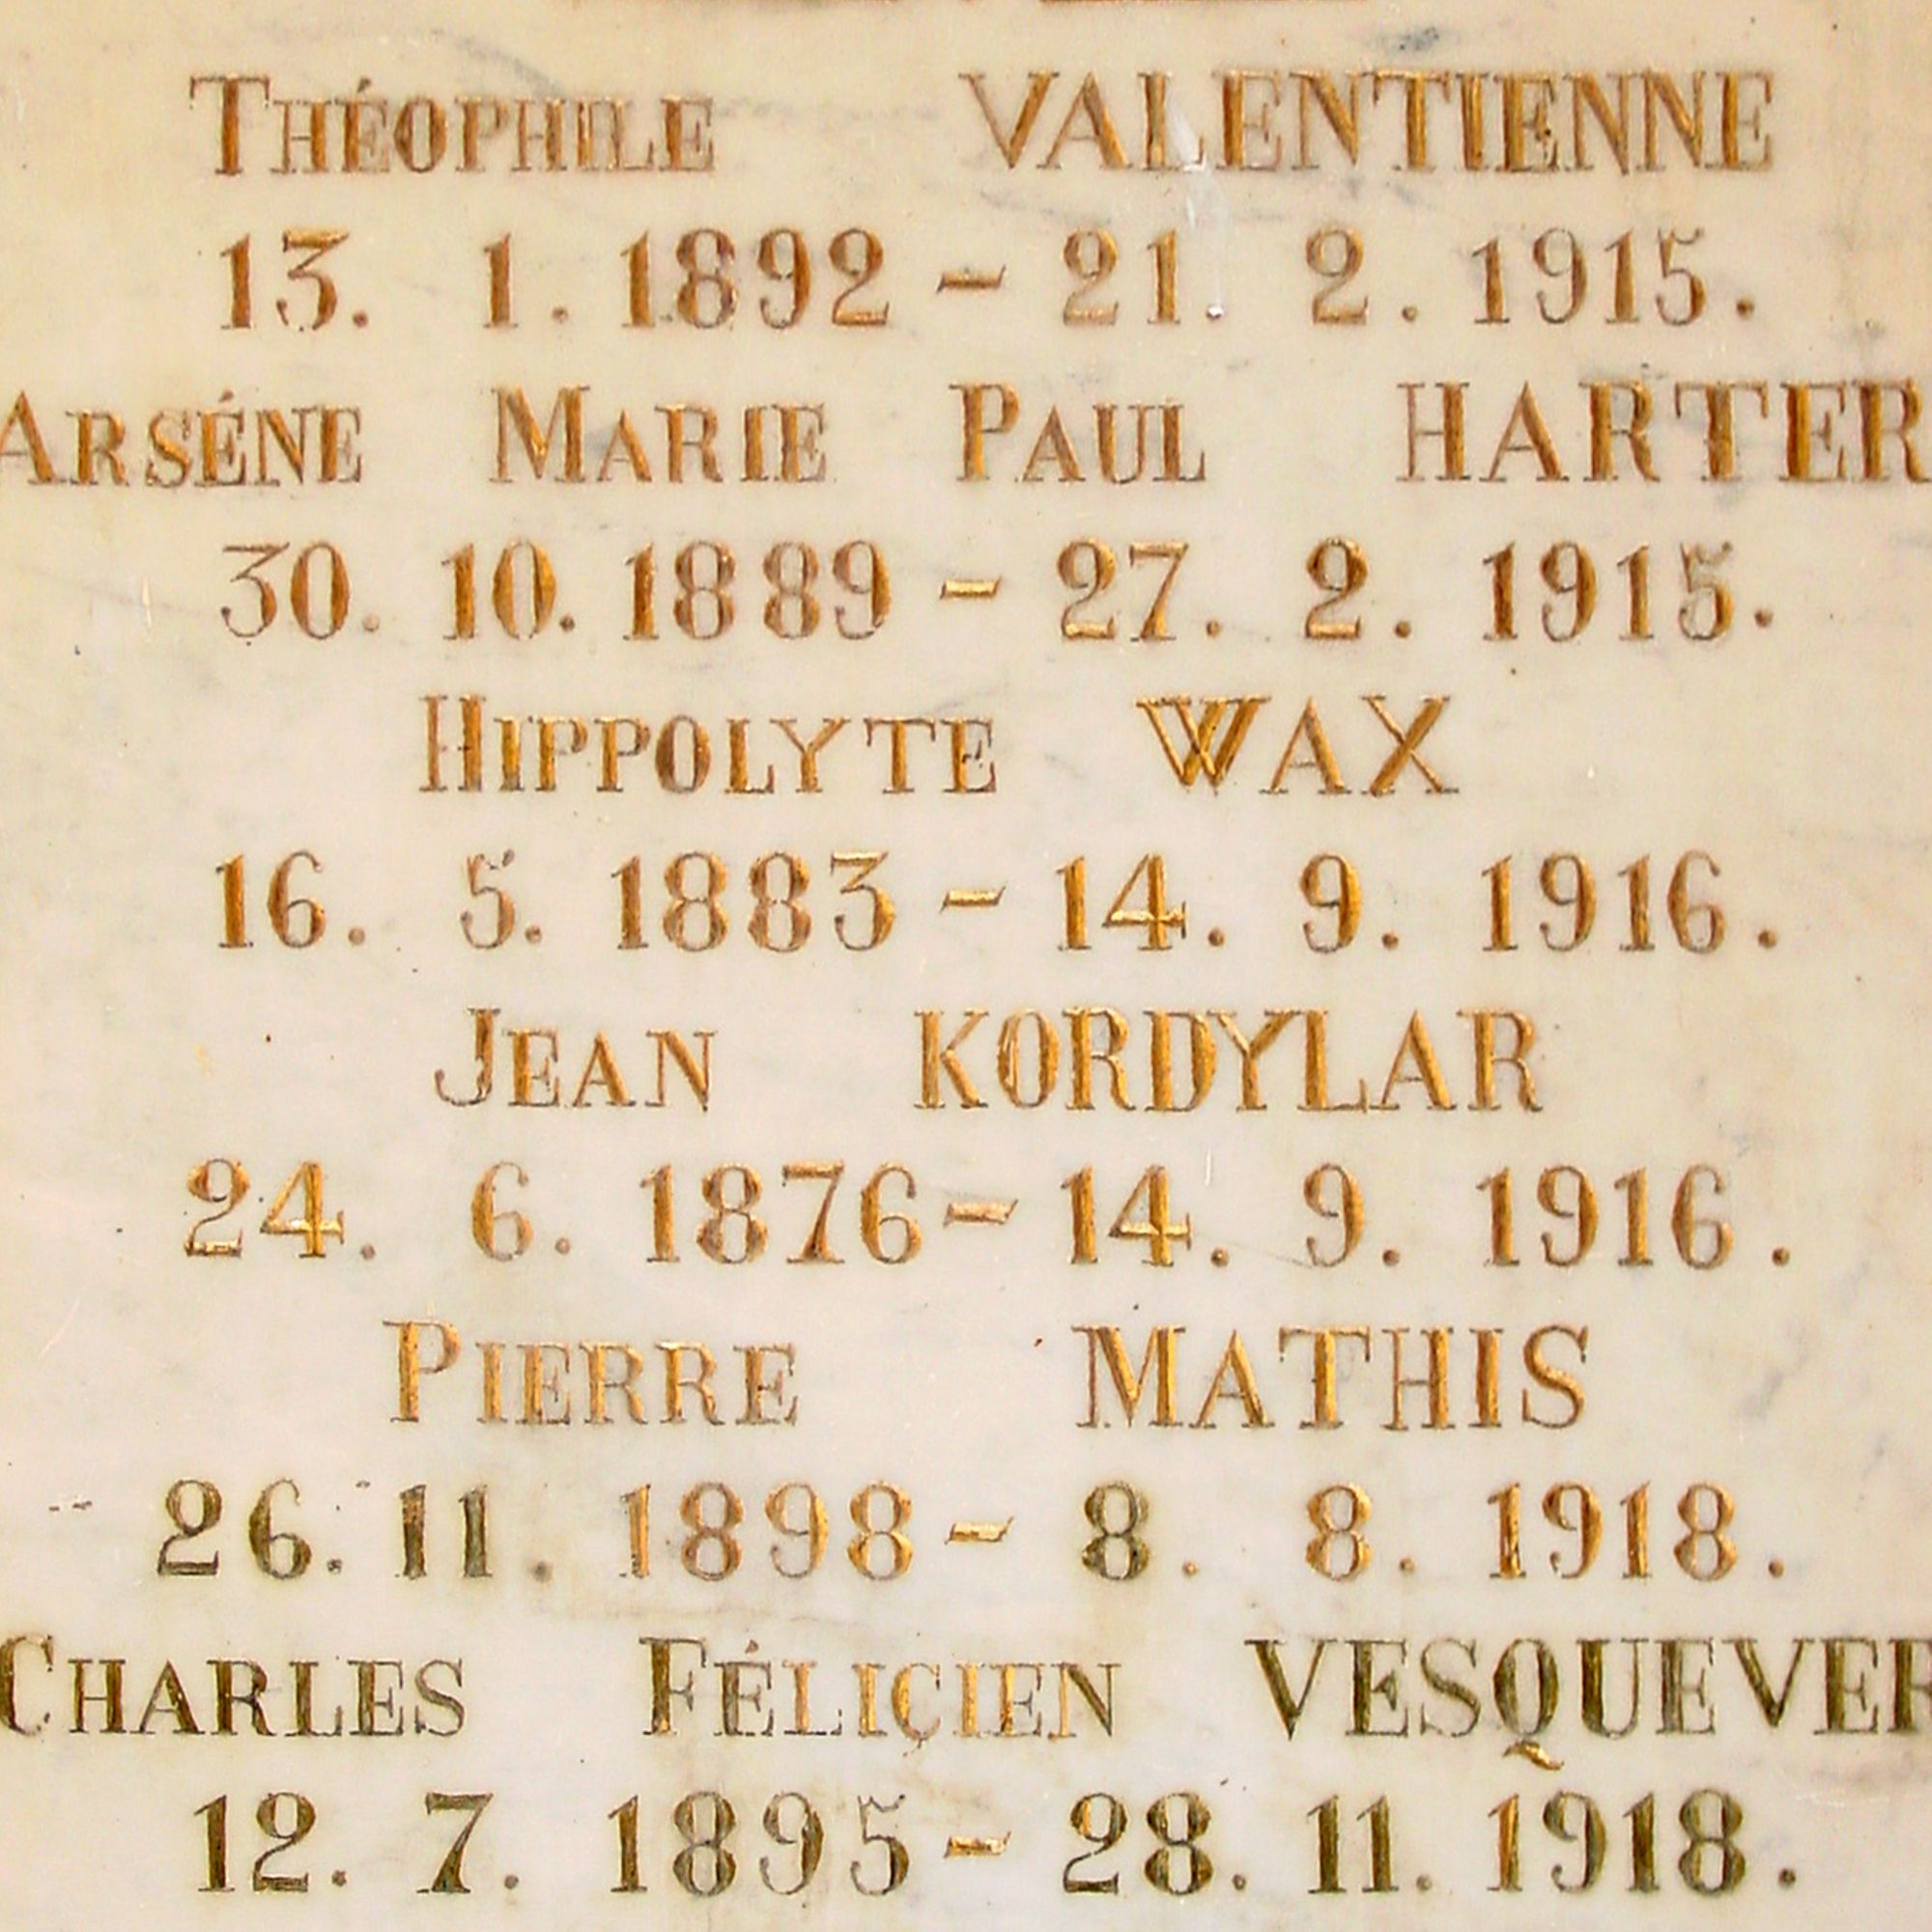 THÉOPHILE VALENTIENNE
13. 1. 1892 - 21. 2. 1915.
ARSÉNE MARIE PAUL HARTER
30. 10. 1889 - 27. 2. 1915.
HIPPOLYTE WAX
16. 5. 1883 - 14. 9. 1916.
JEAN KORDYLAR
24. 6. 1876 - 14. 9. 1916.
PIERRE MATHIS
26. 11. 1898 - 8. 8. 1918.
CHARLES FÉLIÇIEN VESQUEVER
12. 7. 1895 - 28. 11. 1918.